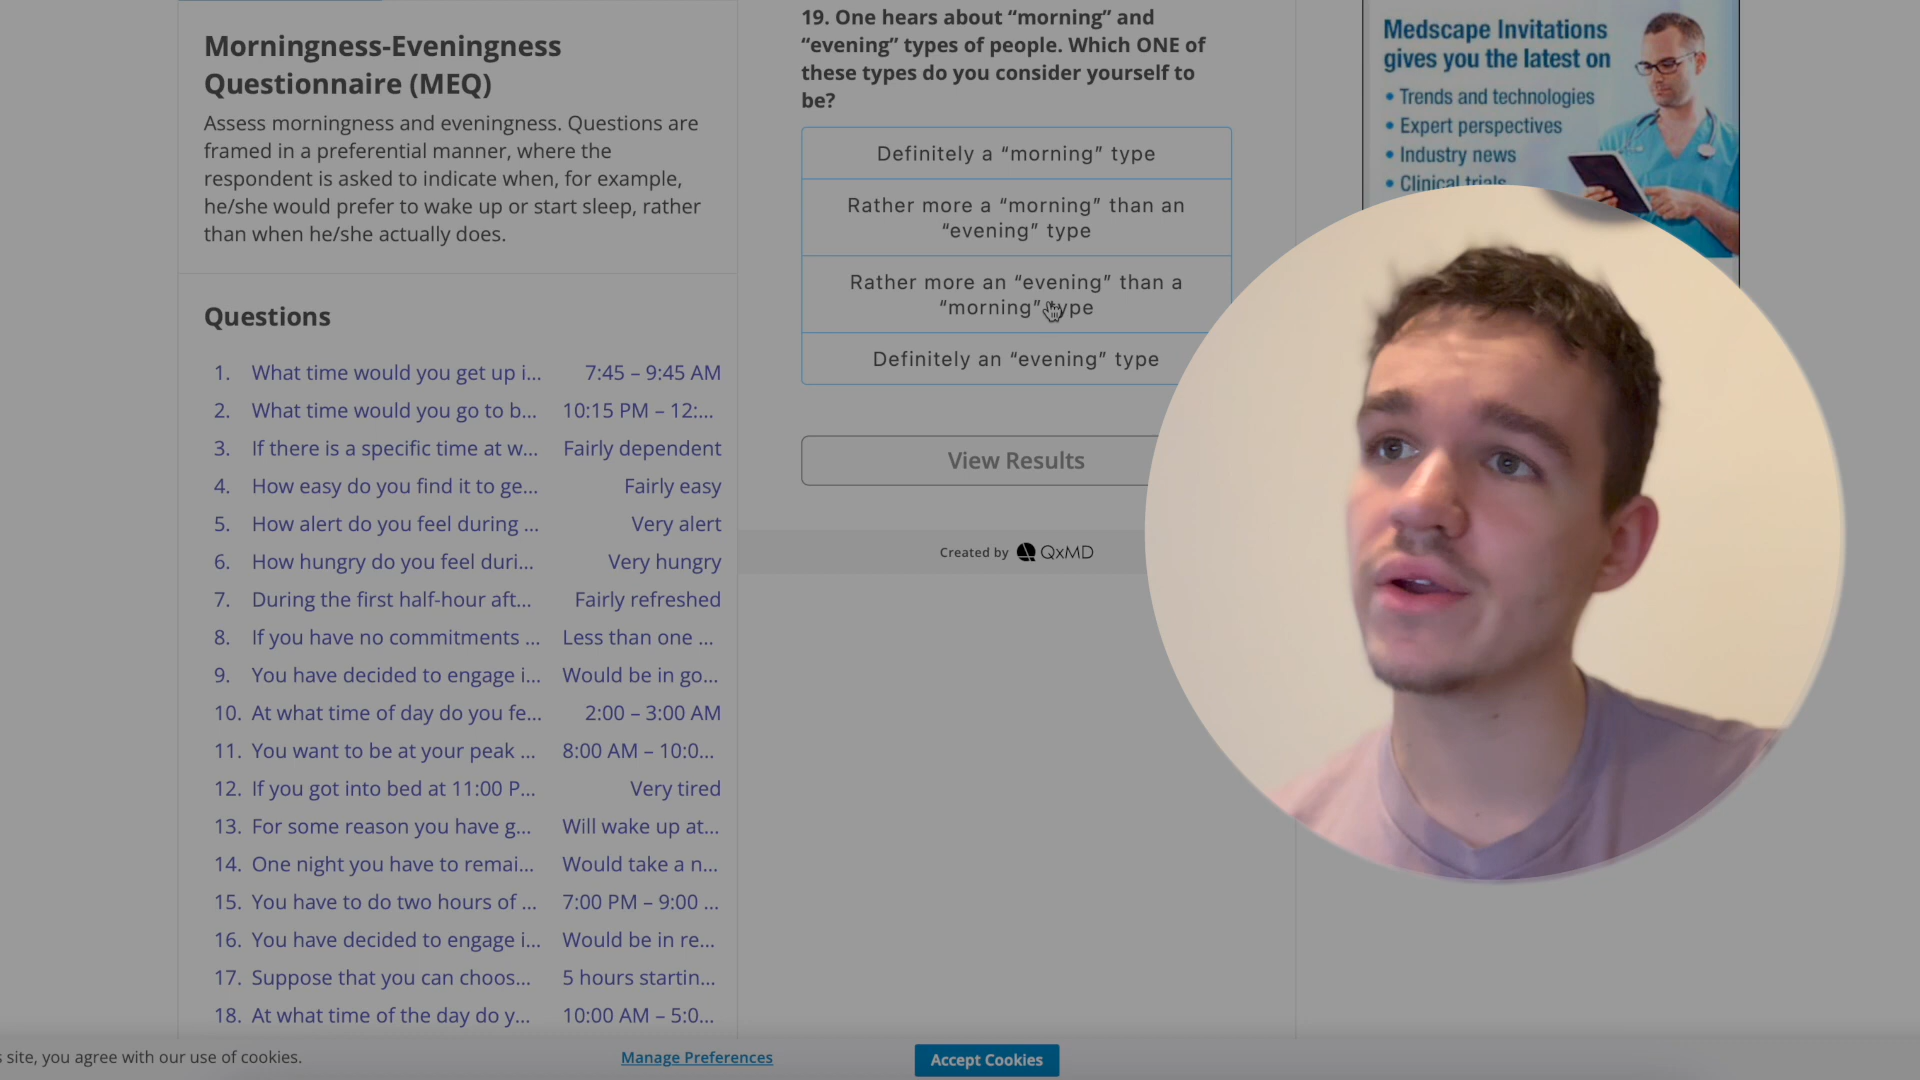 Morningness-Eveningness
Questionnaire (MEQ)
Assess morningness and eveningness. Questions are
framed in a preferential manner, where the
respondent is asked to indicate when, for example,
he/she would prefer to wake up or start sleep, rather
than when he/she actually does.
Questions
1. What time would you get up i... 7:45 – 9:45 AM
2. What time would you go to b... 10:15 PM – 12:...
3. If there is a specific time at w... Fairly dependent
4. How easy do you find it to ge... Fairly easy
5. How alert do you feel during ... Very alert
6. How hungry do you feel duri... Very hungry
7. During the first half-hour aft... Fairly refreshed
8. If you have no commitments ... Less than one ...
9. You have decided to engage i... Would be in go...
10. At what time of day do you fe... 2:00 – 3:00 AM
11. You want to be at your peak ... 8:00 AM – 10:0...
12. If you got into bed at 11:00 P... Very tired
13. For some reason you have g... Will wake up at...
14. One night you have to remai... Would take a n...
15. You have to do two hours of ... 7:00 PM – 9:00 ...
16. You have decided to engage i... Would be in re...
17. Suppose that you can choos... 5 hours startin...
18. At what time of the day do y... 10:00 AM – 5:0...
19. One hears about “morning” and
“evening” types of people. Which ONE of
these types do you consider yourself to
be?
Definitely a “morning” type
Rather more a “morning” than an
“evening” type
Rather more an “evening” than a
“morning” type
Definitely an “evening” type
View Results
Created by QxMD
Medscape Invitations
gives you the latest on
• Trends and technologies
• Expert perspectives
• Industry news
• Clinical trials
site, you agree with our use of cookies.
Manage Preferences
Accept Cookies